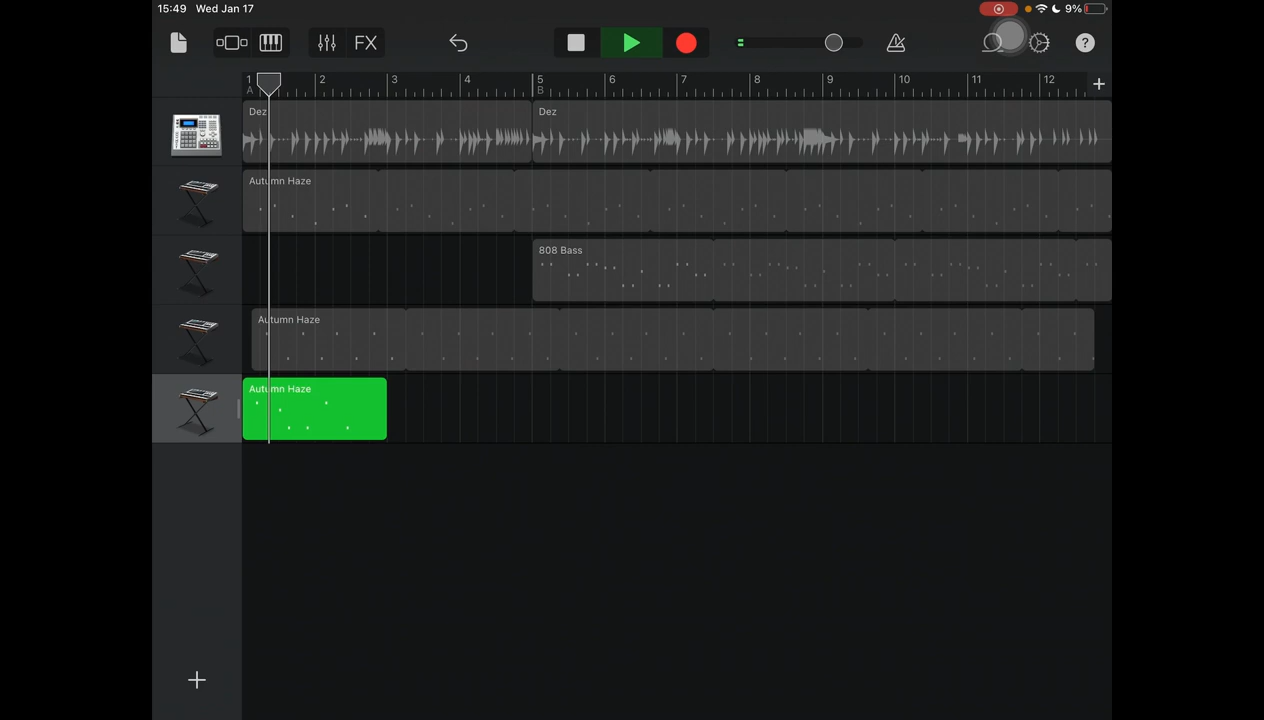 15:49 Wed Jan 17 9%
FX ?
1 2 3 4 5 6 7 8 9 10 11 12 +
A B
Dez Dez
Autumn Haze
808 Bass
Autumn Haze
Autumn Haze
+